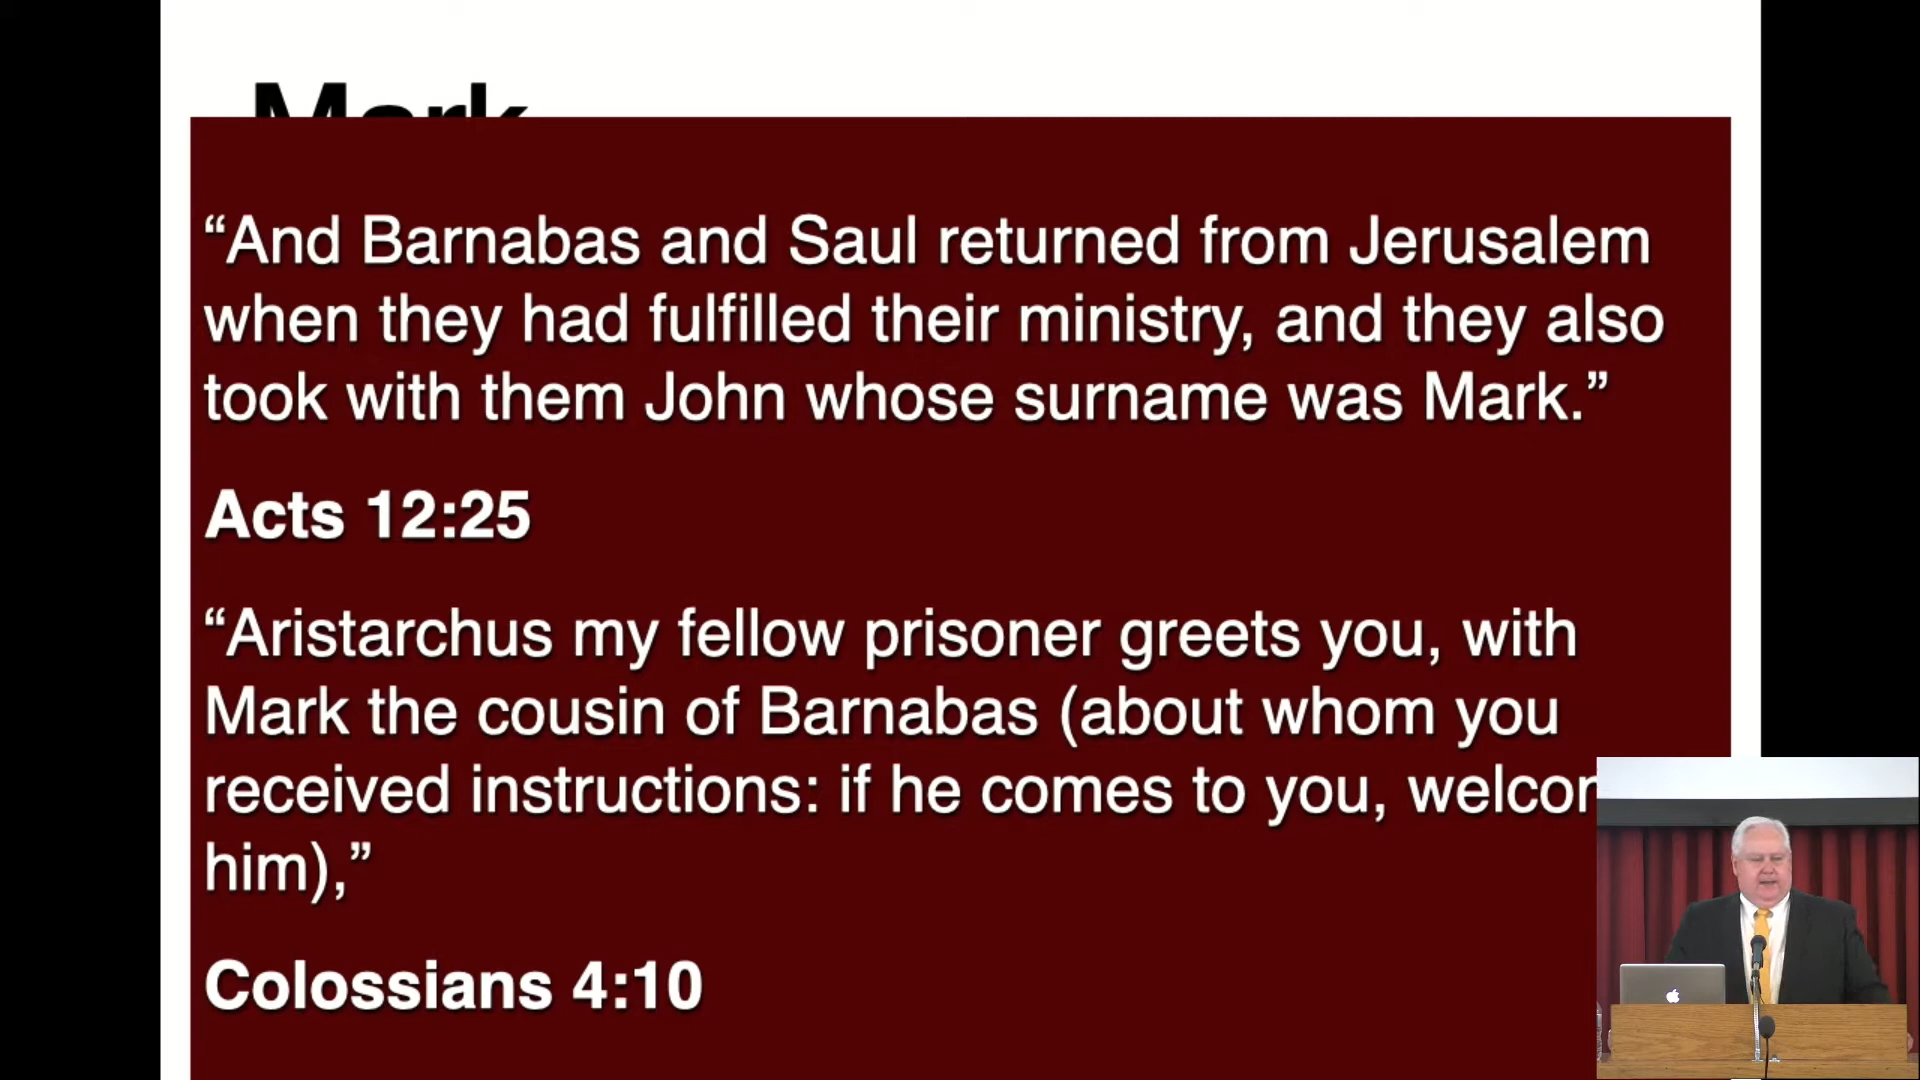 Mark
“And Barnabas and Saul returned from Jerusalem
when they had fulfilled their ministry, and they also
took with them John whose surname was Mark.”
Acts 12:25
“Aristarchus my fellow prisoner greets you, with
Mark the cousin of Barnabas (about whom you
received instructions: if he comes to you, welcom
him),”
Colossians 4:10